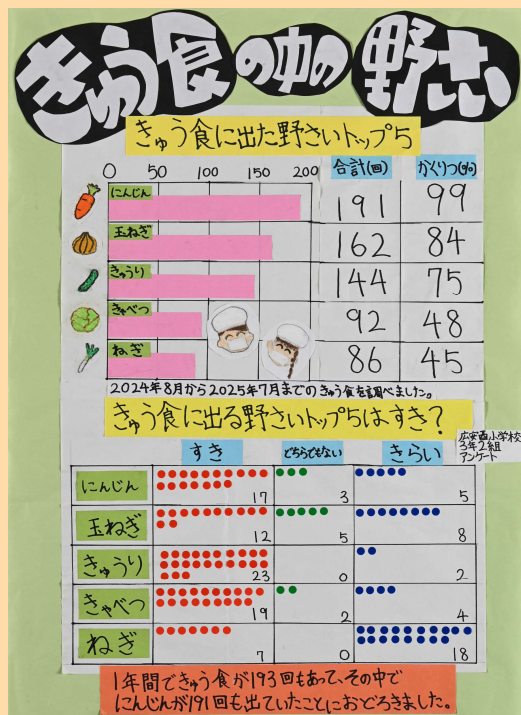 きゅう食の中の野さい
きゅう食に出た野さいトップ5
0 50 100 150 200 合計(回) かくりつ(%)
にんじん 191 99
玉ねぎ 162 84
きゅうり 144 75
きゃべつ 92 48
ねぎ 86 45
2024年8月から2025年7月までのきゅう食を調べました。
きゅう食に出る野さいトップ5はすき?
広安西小学校
3年2組
アンケート
すき どちらでもない きらい
にんじん 17 3 5
玉ねぎ 12 5 8
きゅうり 23 0 2
きゃべつ 19 2 4
ねぎ 7 0 18
1年間できゅう食が193回もあって、その中で
にんじんが191回も出ていたことにおどろきました。